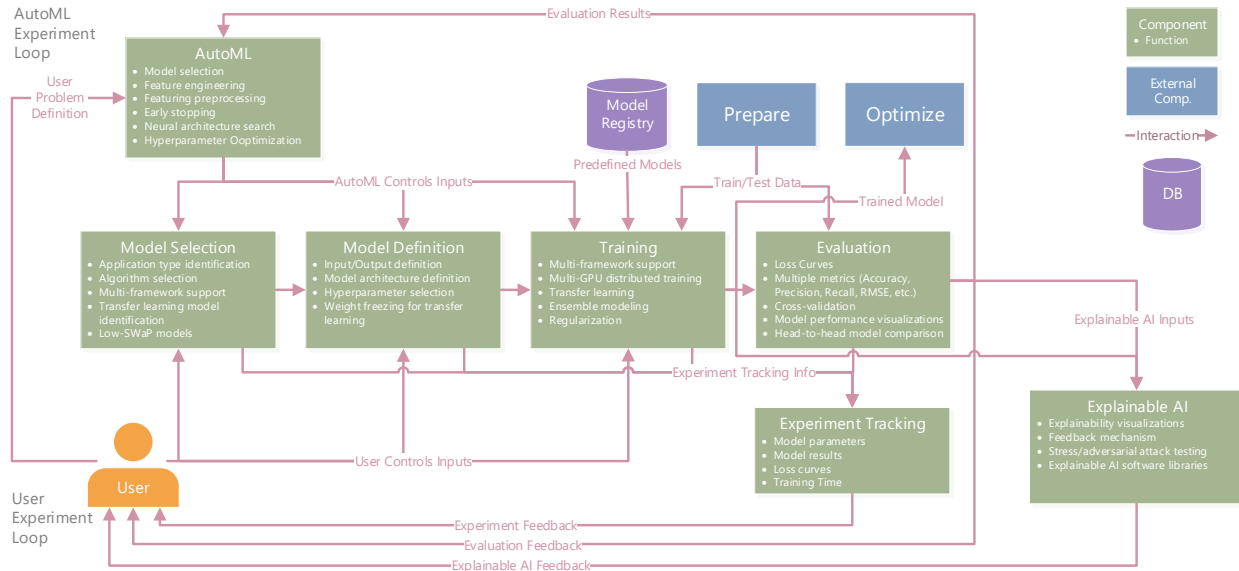 AutoML
Experiment
Loop
Evaluation Results
User
Problem
Definition
AutoML
• Model selection
• Feature engineering
• Featuring preprocessing
• Early stopping
• Neural architecture search
• Hyperparameter Ooptimization
Model
Registry
Prepare
Optimize
Component
• Function
External
Comp.
Interaction
DB
Predefined Models
AutoML Controls Inputs
Train/Test Data
Trained Model
Model Selection
• Application type identification
• Algorithm selection
• Multi-framework support
• Transfer learning model
identification
• Low-SWaP models
Model Definition
• Input/Output definition
• Model architecture definition
• Hyperparameter selection
• Weight freezing for transfer
learning
Training
• Multi-framework support
• Multi-GPU distributed training
• Transfer learning
• Ensemble modeling
• Regularization
Evaluation
• Loss Curves
• Multiple metrics (Accuracy,
Precision, Recall, RMSE, etc.)
• Cross-validation
• Model performance visualizations
• Head-to-head model comparison
Explainable AI Inputs
Experiment Tracking Info
Experiment Tracking
• Model parameters
• Model results
• Loss curves
• Training Time
Explainable AI
• Explainability visualizations
• Feedback mechanism
• Stress/adversarial attack testing
• Explainable AI software libraries
User Controls Inputs
User
User
Experiment
Loop
Experiment Feedback
Evaluation Feedback
Explainable AI Feedback